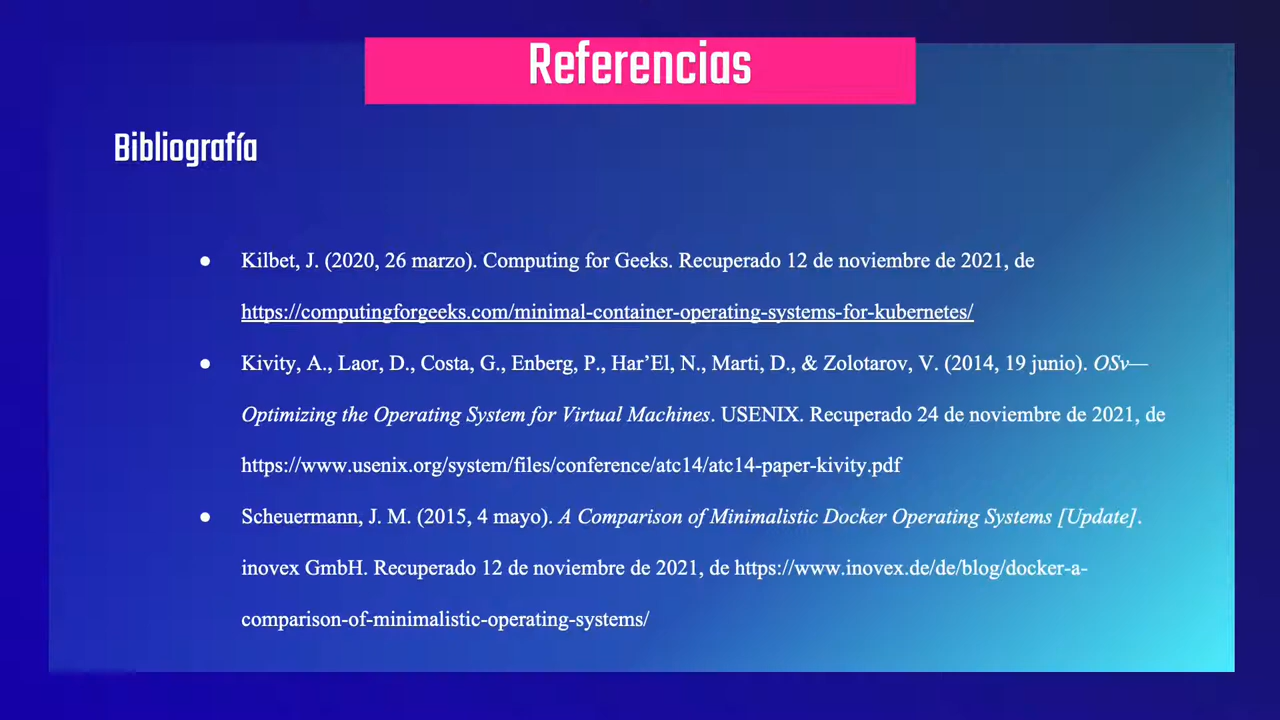 Referencias
Bibliografía
● Kilbet, J. (2020, 26 marzo). Computing for Geeks. Recuperado 12 de noviembre de 2021, de
https://computingforgeeks.com/minimal-container-operating-systems-for-kubernetes/
● Kivity, A., Laor, D., Costa, G., Enberg, P., Har’El, N., Marti, D., & Zolotarov, V. (2014, 19 junio). OSv—
Optimizing the Operating System for Virtual Machines. USENIX. Recuperado 24 de noviembre de 2021, de
https://www.usenix.org/system/files/conference/atc14/atc14-paper-kivity.pdf
● Scheuermann, J. M. (2015, 4 mayo). A Comparison of Minimalistic Docker Operating Systems [Update].
inovex GmbH. Recuperado 12 de noviembre de 2021, de https://www.inovex.de/de/blog/docker-a-
comparison-of-minimalistic-operating-systems/